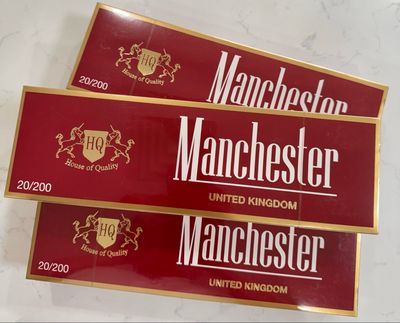 HQ
House of Quality
20/200
Manchester
HQ
House of Quality
20/200
Manchester
UNITED KINGDOM
HQ
House of Quality
20/200
Manchester
UNITED KINGDOM